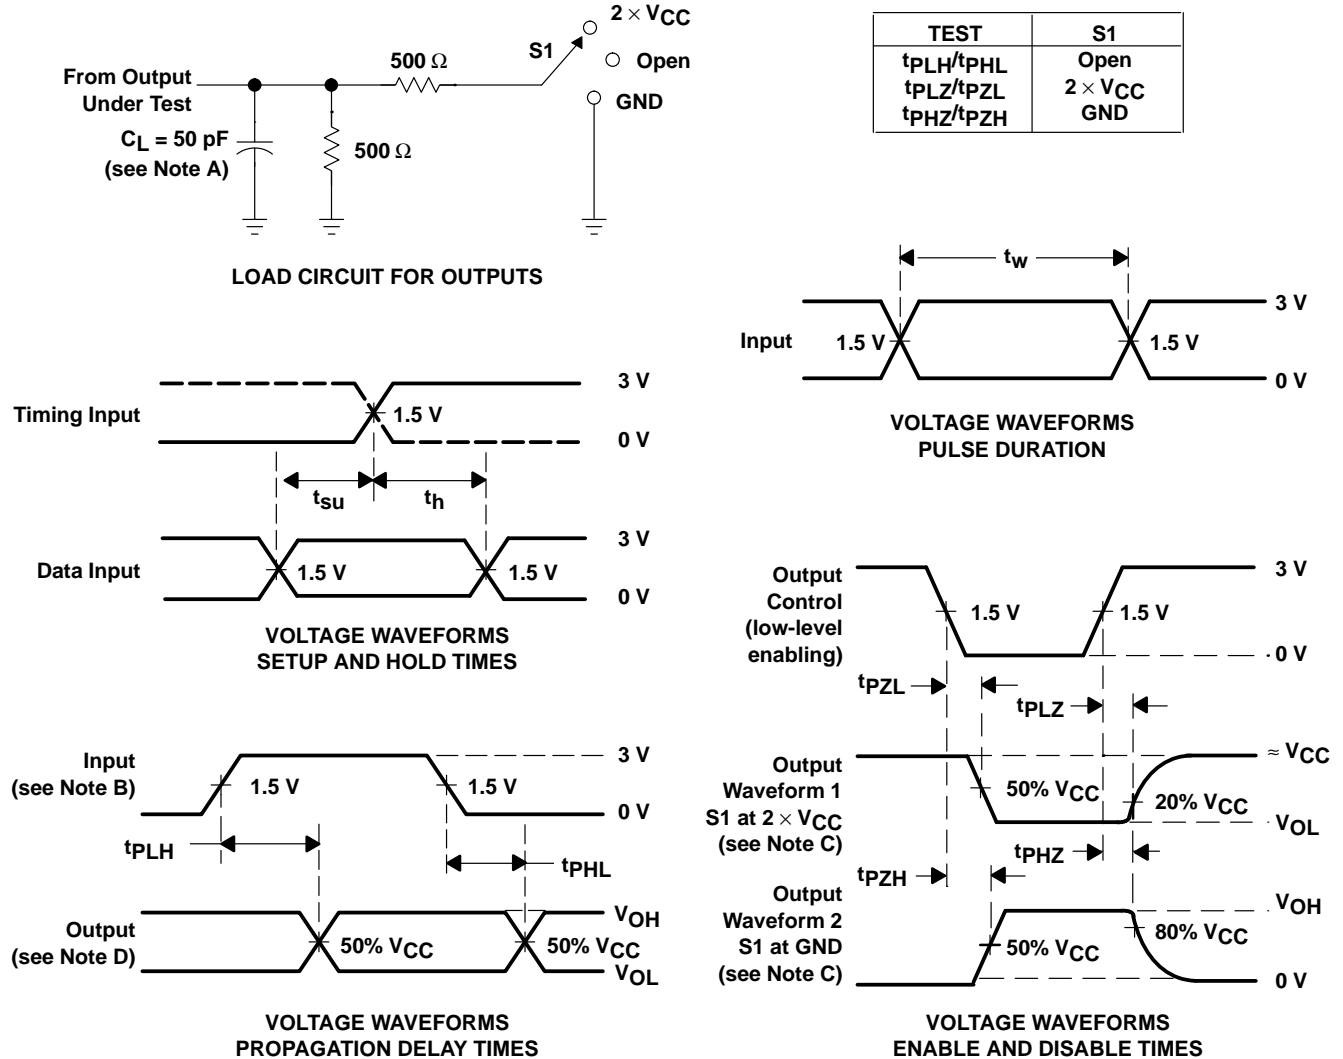 2 × VCC
S1
Open
500 Ω
From Output
Under Test
GND
CL = 50 pF
(see Note A)
500 Ω
LOAD CIRCUIT FOR OUTPUTS
TEST S1
tPLH/tPHL Open
tPLZ/tPZL 2 × VCC
tPHZ/tPZH GND
tw
3 V
Input
1.5 V
1.5 V
0 V
VOLTAGE WAVEFORMS
PULSE DURATION
3 V
Timing Input
1.5 V
0 V
tsu
th
3 V
Data Input
1.5 V
1.5 V
0 V
VOLTAGE WAVEFORMS
SETUP AND HOLD TIMES
Input
(see Note B)
3 V
1.5 V
1.5 V
0 V
tPLH
tPHL
Output
(see Note D)
VOH
50% VCC
50% VCC
VOL
VOLTAGE WAVEFORMS
PROPAGATION DELAY TIMES
Output
Control
(low-level
enabling)
3 V
1.5 V
1.5 V
0 V
tPZL
tPLZ
Output
Waveform 1
S1 at 2 × VCC
(see Note C)
≈ VCC
50% VCC
20% VCC
VOL
tPHZ
tPZH
Output
Waveform 2
S1 at GND
(see Note C)
VOH
50% VCC
80% VCC
0 V
VOLTAGE WAVEFORMS
ENABLE AND DISABLE TIMES